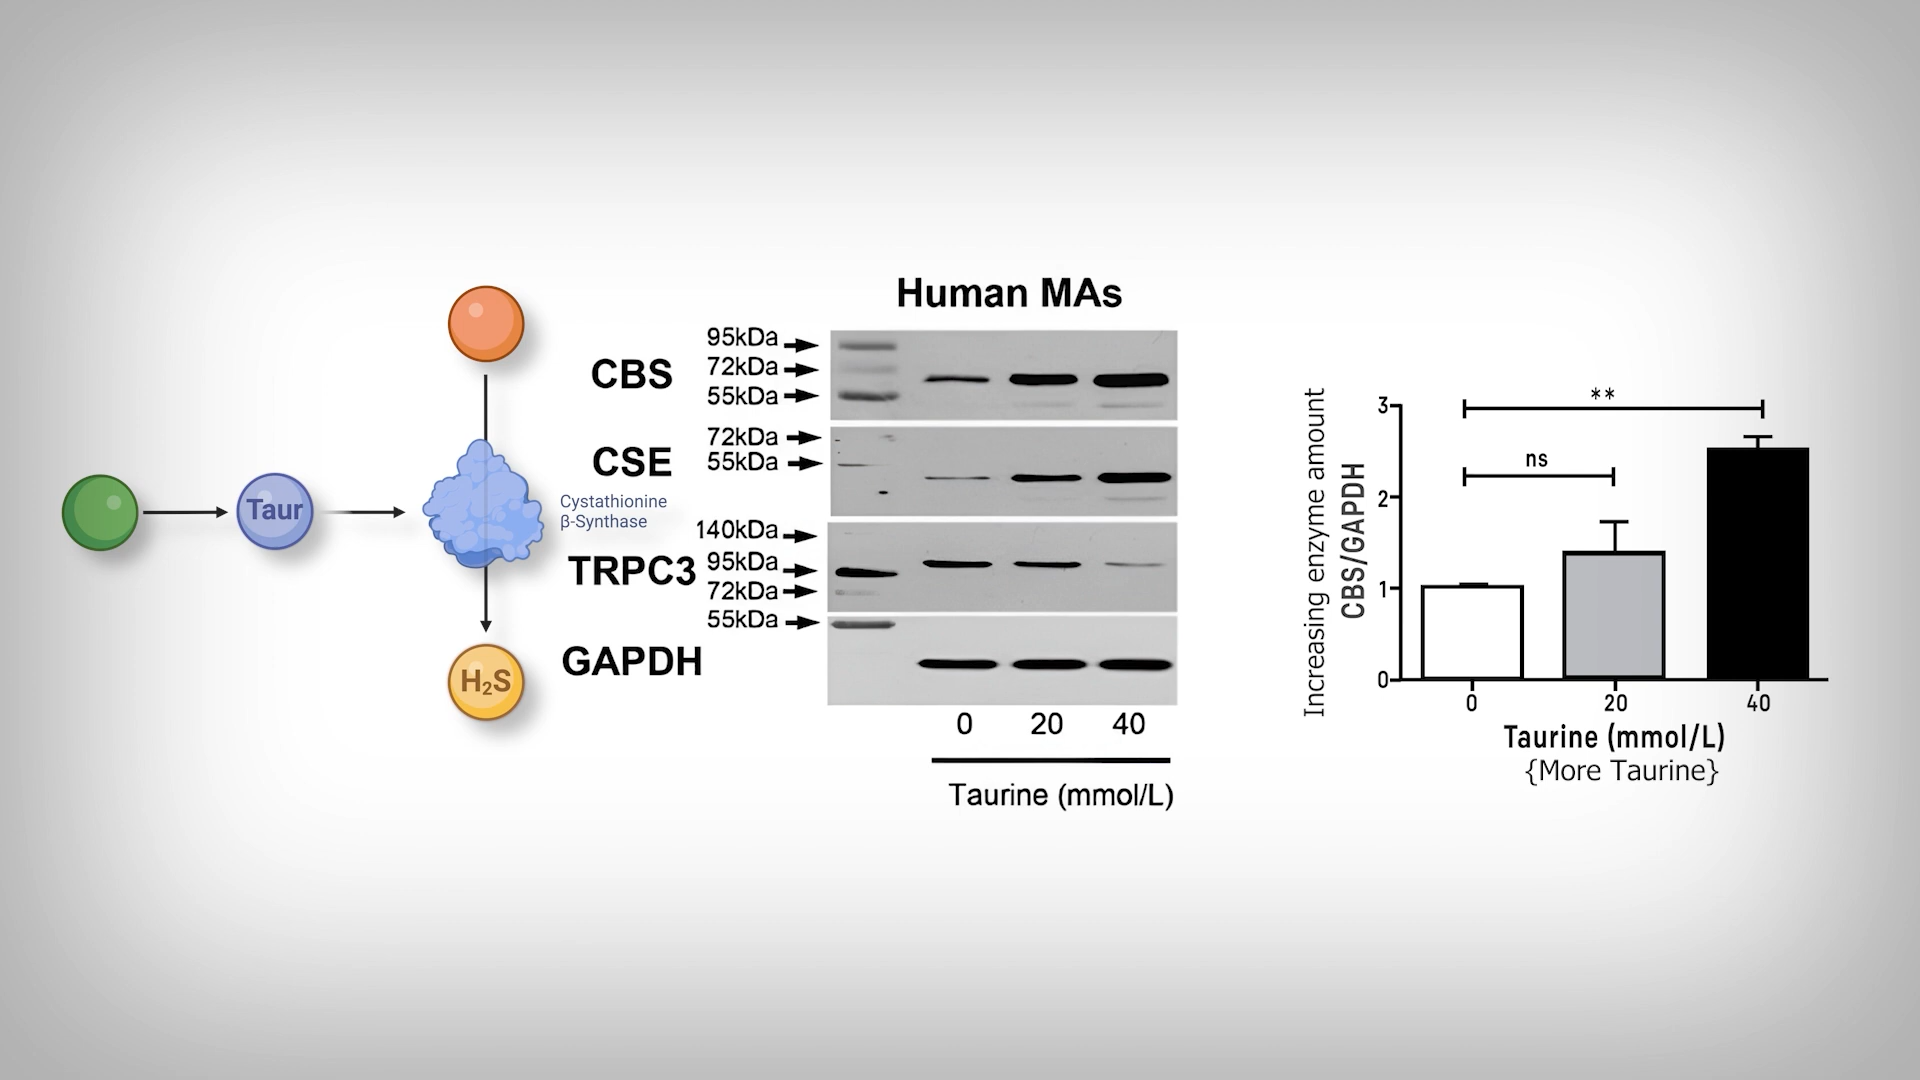 Taur
Cystathionine
β-Synthase
H₂S
Human MAs
CBS
95kDa
72kDa
55kDa
CSE
72kDa
55kDa
TRPC3
140kDa
95kDa
72kDa
GAPDH
55kDa
0 20 40
Taurine (mmol/L)
Increasing enzyme amount
CBS/GAPDH
3
2
1
0
**
ns
0 20 40
Taurine (mmol/L)
{More Taurine}